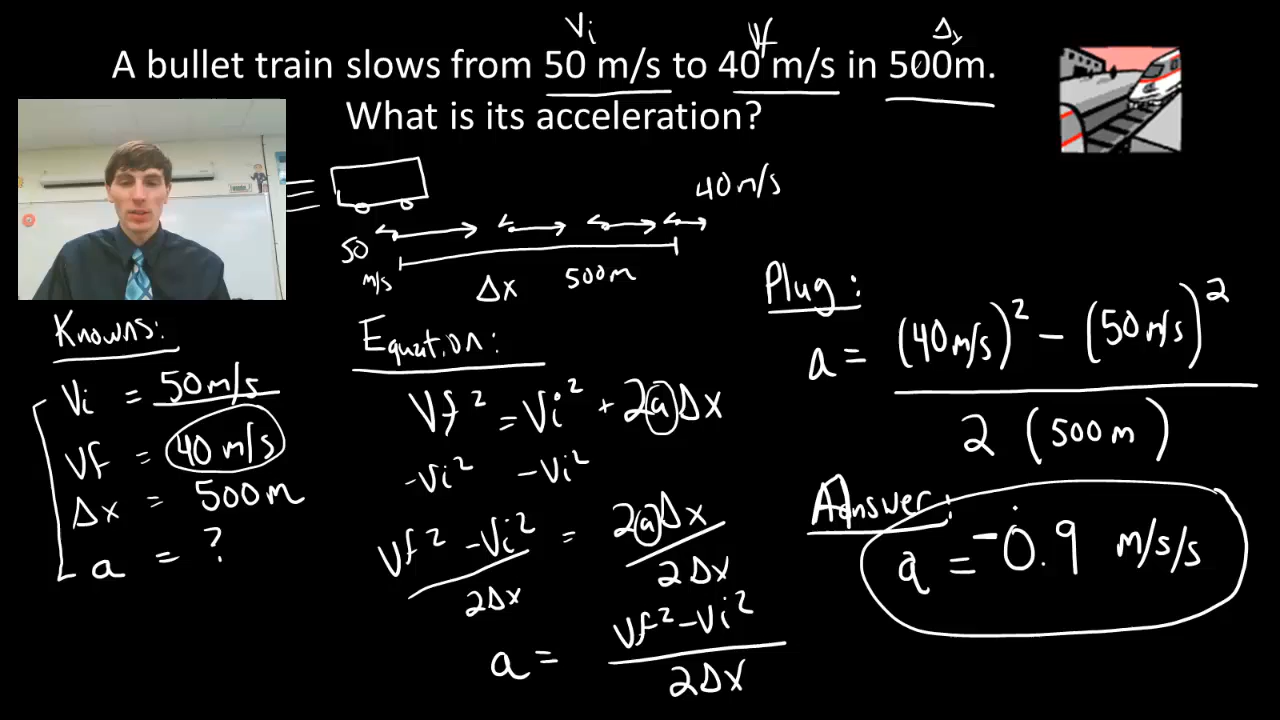 Vi Vf Δx
A bullet train slows from 50 m/s to 40 m/s in 500m.
What is its acceleration?
40 m/s
50 m/s
Δx 500m
Knowns:
Vi = 50 m/s
Vf = 40 m/s
Δx = 500m
a = ?
Equation:
Vf² = Vi² + 2aΔx
-Vi² -Vi²
Vf² - Vi² / 2Δx = 2aΔx / 2Δx
a = Vf² - Vi² / 2Δx
Plug:
a = (40 m/s)² - (50 m/s)²
2 (500m)
Answer:
a = -0.9 m/s/s